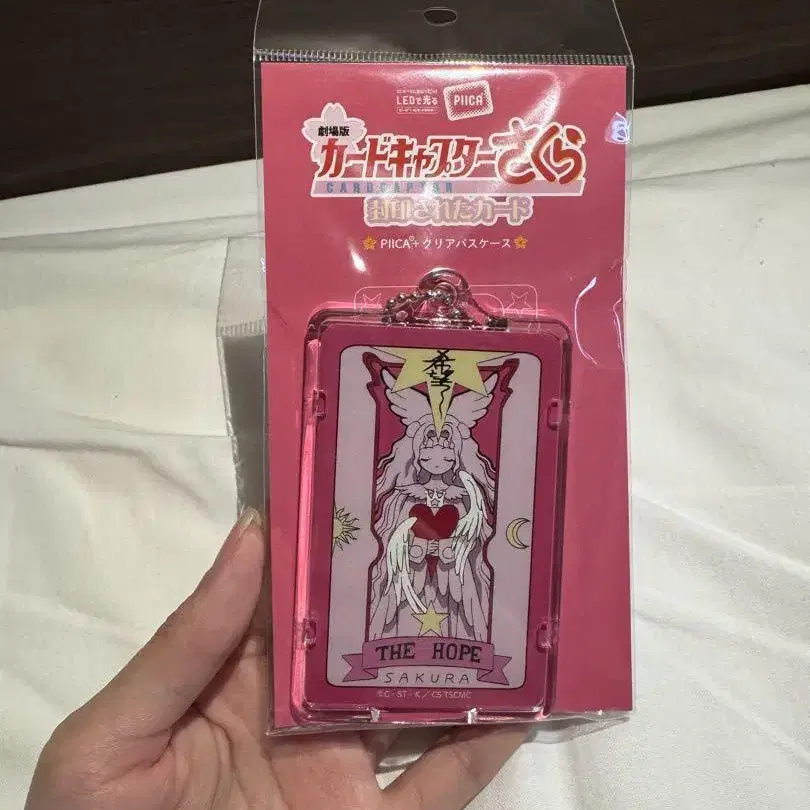 LEDで光る
PIICA
劇場版
カードキャプターさくら
CARDCAPTOR
封印されたカード
PIICA®+クリアパスケース
希望
THE HOPE
SAKURA
©C・ST・K／CS TSCMC